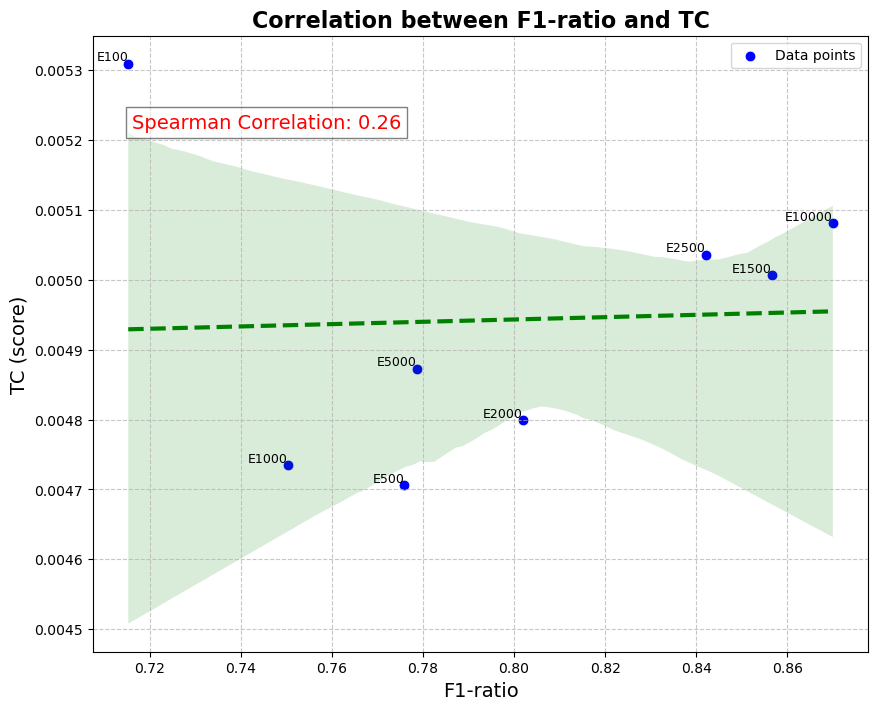 Correlation between F1-ratio and TC
Data points
Spearman Correlation: 0.26
E100
E10000
E2500
E1500
E5000
E2000
E1000
E500
TC (score)
0.0053
0.0052
0.0051
0.0050
0.0049
0.0048
0.0047
0.0046
0.0045
0.72 0.74 0.76 0.78 0.80 0.82 0.84 0.86
F1-ratio